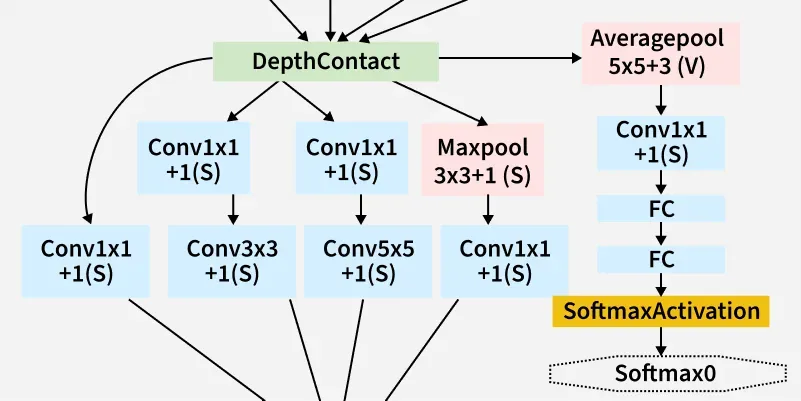 DepthContact
Averagepool
5x5+3 (V)
Conv1x1
+1(S)
Conv1x1
+1(S)
Maxpool
3x3+1 (S)
Conv1x1
+1(S)
Conv1x1
+1(S)
Conv3x3
+1(S)
Conv5x5
+1(S)
Conv1x1
+1(S)
FC
FC
SoftmaxActivation
Softmax0